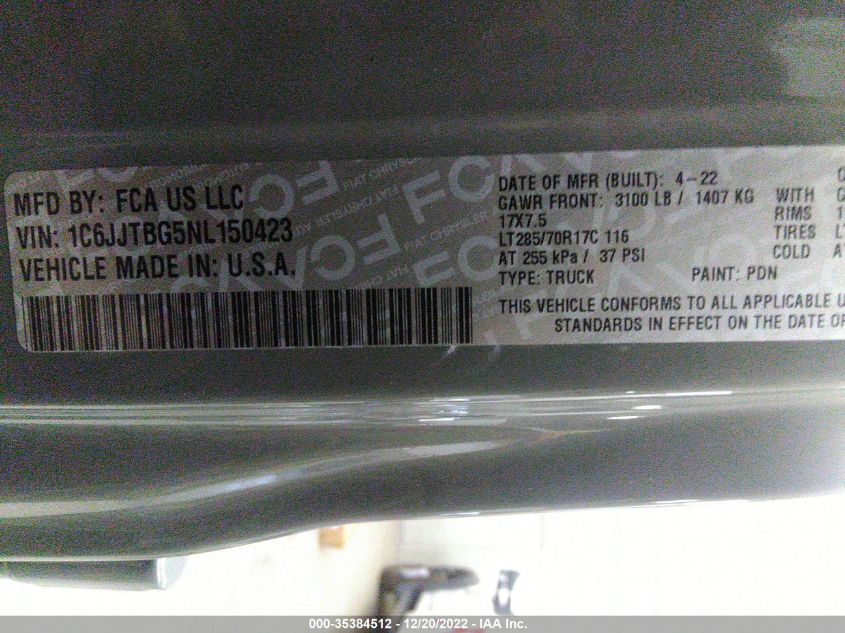 MFD BY: FCA US LLC
VIN: 1C6JJTBG5NL150423
VEHICLE MADE IN: U.S.A.
DATE OF MFR (BUILT): 4-22
GAWR FRONT: 3100 LB / 1407 KG WITH
17X7.5 RIMS
LT285/70R17C 116 TIRES
AT 255 kPa / 37 PSI COLD
TYPE: TRUCK PAINT: PDN
THIS VEHICLE CONFORMS TO ALL APPLICABLE
STANDARDS IN EFFECT ON THE DATE OF
000-35384512 - 12/20/2022 - IAA Inc.